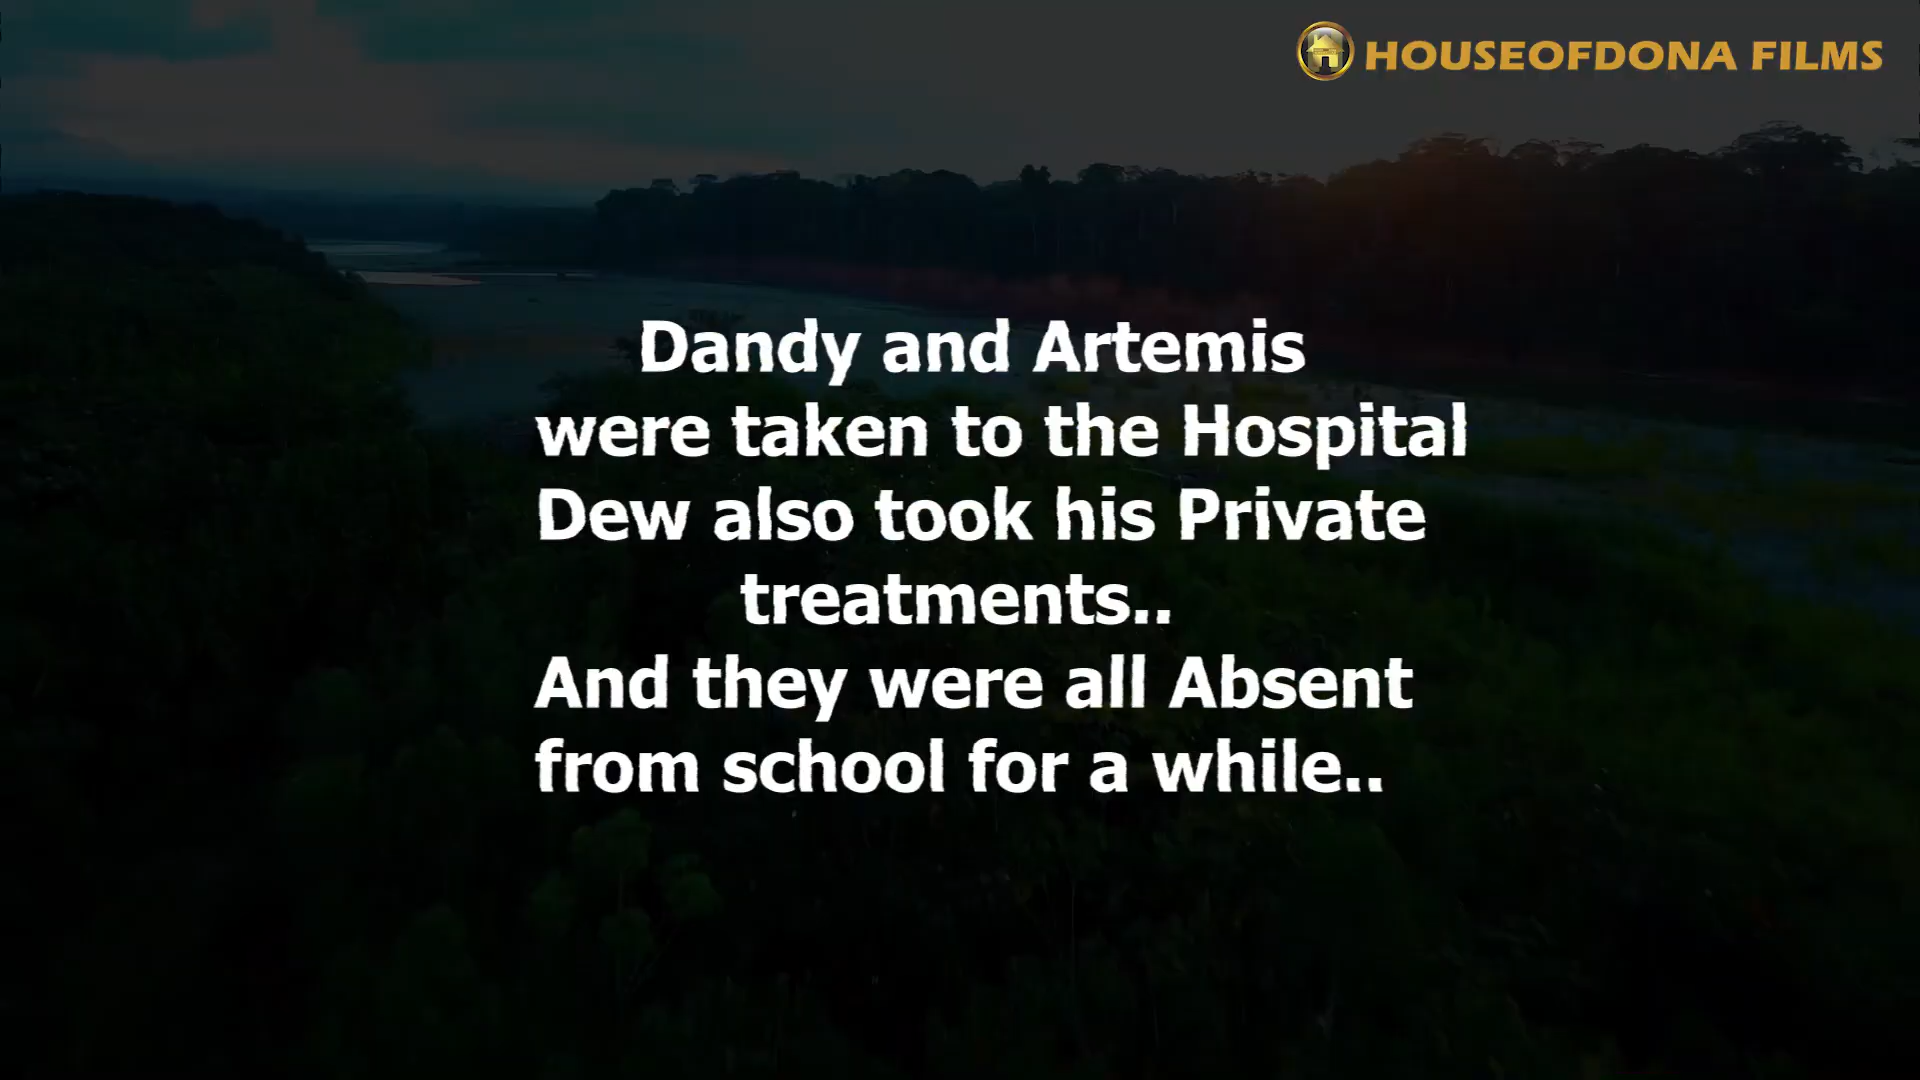 HOUSEOFDONA FILMS
Dandy and Artemis
were taken to the Hospital
Dew also took his Private
treatments..
And they were all Absent
from school for a while..